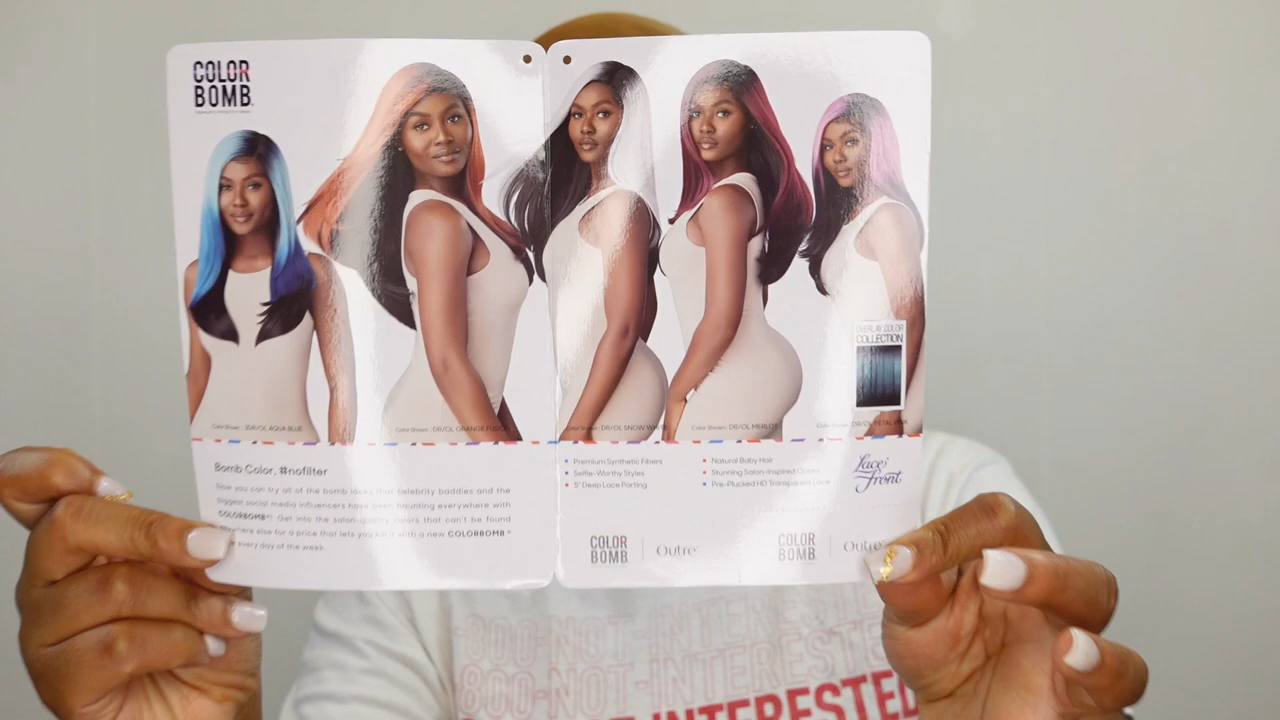 COLOR
BOMB
OVERLAY COLOR
COLLECTION
Color Shown : 2DR/OL AQUA BLUE
Color Shown : DR/OL ORANGE FUSION
Color Shown : DR/OL SNOW WHITE
Color Shown : DR/OL MERLOT
Color Shown : DR/OL PETAL PINK
Bomb Color, #nofilter
Now you can try all of the bomb looks that celebrity baddies and the
biggest social media influencers have been flaunting everywhere with
COLORBOMB®! Get into the salon-quality colors that can't be found
anywhere else for a price that lets you kill it with a new COLORBOMB®
every day of the week.
Premium Synthetic Fibers
Selfie-Worthy Styles
5" Deep Lace Parting
Natural Baby Hair
Stunning Salon-Inspired
Pre-Plucked HD Transparent Lace
Lace
Front
COLOR
BOMB
Outre
COLOR
BOMB
Outre
800-NOT-INTERESTED
800-NOT-INTERESTED
INTERESTED